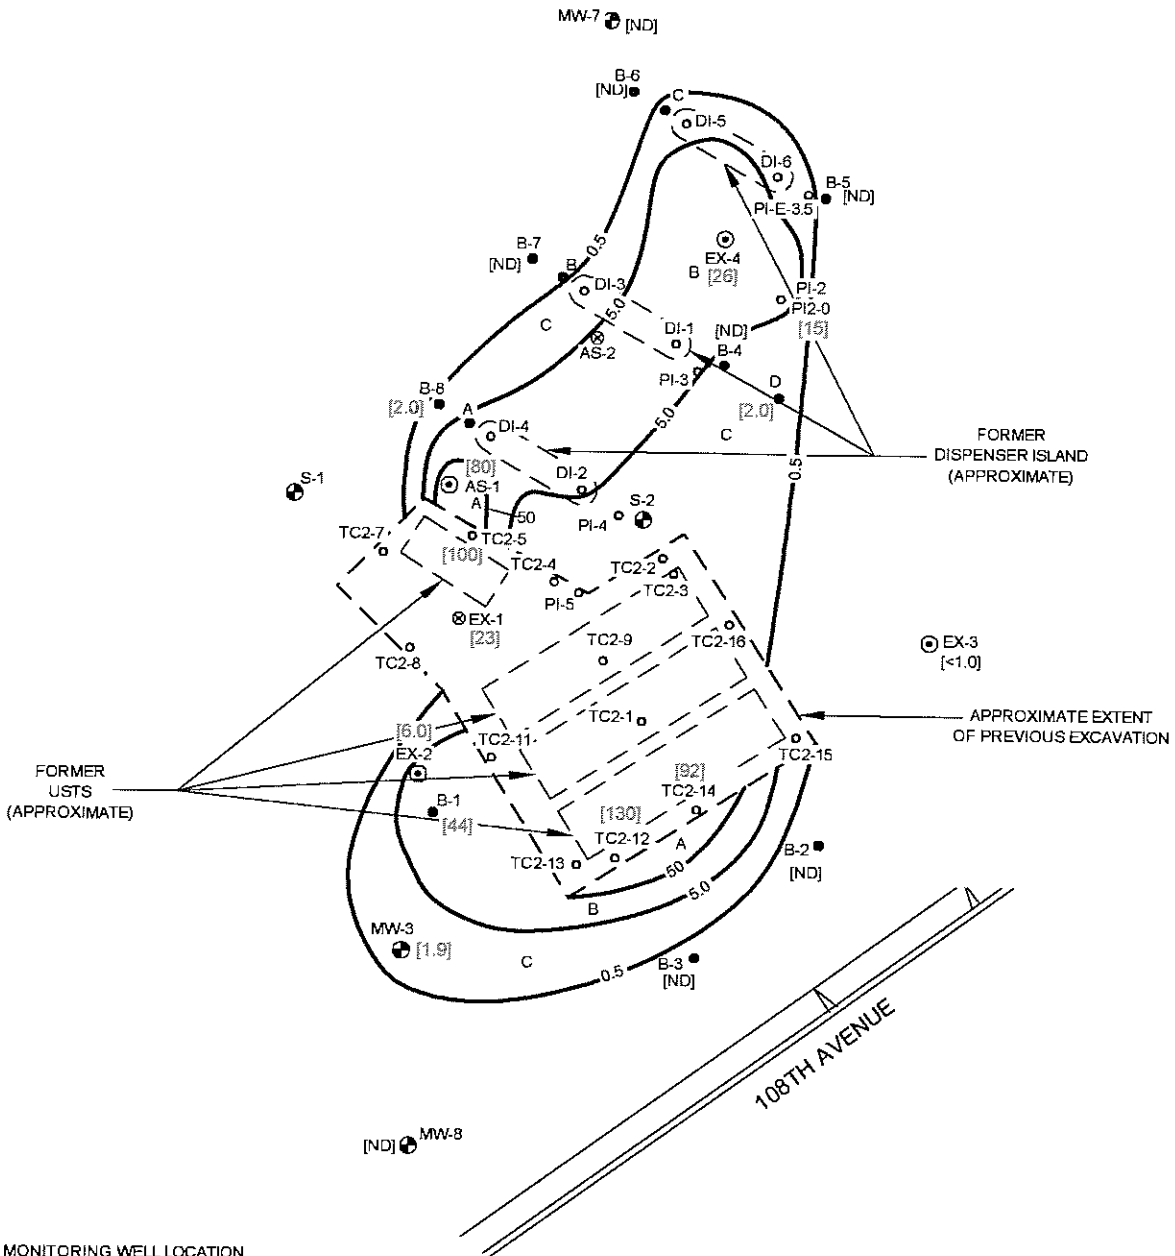 MW-7
[ND]
B-6
[ND]
C
DI-5
DI-6
B-5
[ND]
PI-E-3.5
0.5
B-7
[ND]
B
DI-3
EX-4
B
[26]
PI-2
PI2-0
[15]
5.0
C
AS-2
DI-1
[ND]
B-4
PI-3
B-8
[2.0]
A
D
[2.0]
5.0
C
DI-4
FORMER
DISPENSER ISLAND
(APPROXIMATE)
[80]
AS-1
DI-2
0.5
S-1
A
50
S-2
PI-4
TC2-7
TC2-5
[100]
TC2-4
TC2-2
TC2-3
PI-5
EX-1
[23]
TC2-16
TC2-9
TC2-8
EX-3
[<1.0]
APPROXIMATE EXTENT
OF PREVIOUS EXCAVATION
TC2-1
[6.0]
TC2-11
EX-2
TC2-15
FORMER
USTS
(APPROXIMATE)
[92]
TC2-14
B-1
[44]
[130]
TC2-12
A
TC2-13
50
5.0
B-2
[ND]
B
MW-3
[1.9]
C
0.5
B-3
[ND]
108TH AVENUE
[ND]
MW-8
MONITORING WELL LOCATION